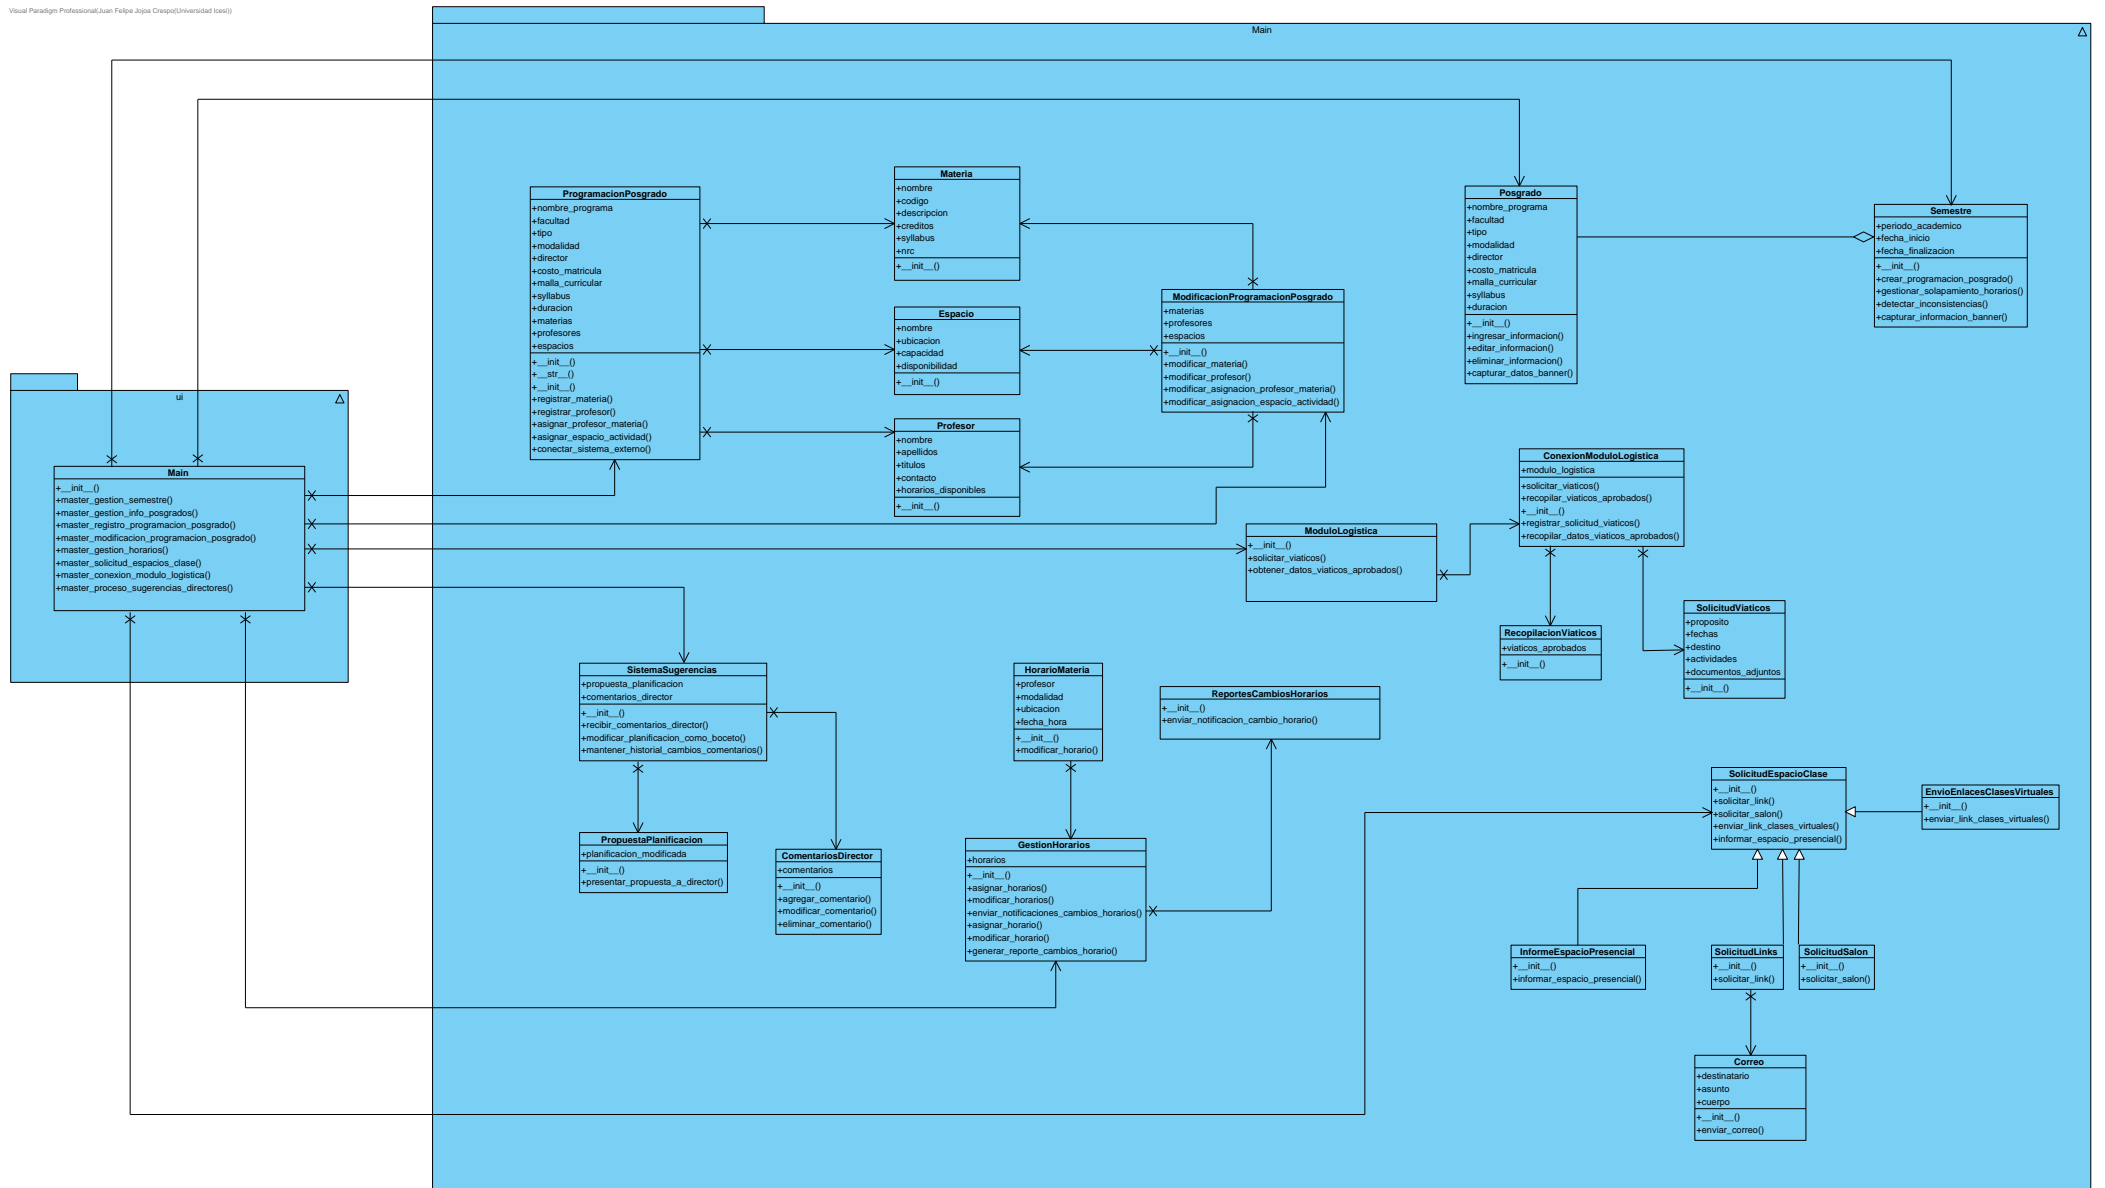 Visual Paradigm Professional(Juan Felipe Jojoa Crespo(Universidad Icesi))
Main
ui
Main
+__init__()
+master_gestion_semestre()
+master_gestion_info_posgrados()
+master_registro_programacion_posgrado()
+master_modificacion_programacion_posgrado()
+master_gestion_horarios()
+master_solicitud_espacios_clase()
+master_conexion_modulo_logistica()
+master_proceso_sugerencias_directores()
ProgramacionPosgrado
+nombre_programa
+facultad
+tipo
+modalidad
+director
+costo_matricula
+malla_curricular
+syllabus
+duracion
+materias
+profesores
+espacios
+__init__()
+__str__()
+__init__()
+registrar_materia()
+registrar_profesor()
+asignar_profesor_materia()
+asignar_espacio_actividad()
+conectar_sistema_externo()
Materia
+nombre
+codigo
+descripcion
+creditos
+syllabus
+nrc
+__init__()
Espacio
+nombre
+ubicacion
+capacidad
+disponibilidad
+__init__()
Profesor
+nombre
+apellidos
+titulos
+contacto
+horarios_disponibles
+__init__()
ModificacionProgramacionPosgrado
+materias
+profesores
+espacios
+__init__()
+modificar_materia()
+modificar_profesor()
+modificar_asignacion_profesor_materia()
+modificar_asignacion_espacio_actividad()
Posgrado
+nombre_programa
+facultad
+tipo
+modalidad
+director
+costo_matricula
+malla_curricular
+syllabus
+duracion
+__init__()
+ingresar_informacion()
+editar_informacion()
+eliminar_informacion()
+capturar_datos_banner()
Semestre
+periodo_academico
+fecha_inicio
+fecha_finalizacion
+__init__()
+crear_programacion_posgrado()
+gestionar_solapamiento_horarios()
+detectar_inconsistencias()
+capturar_informacion_banner()
ConexionModuloLogistica
+modulo_logistica
+solicitar_viaticos()
+recopilar_viaticos_aprobados()
+__init__()
+registrar_solicitud_viaticos()
+recopilar_datos_viaticos_aprobados()
ModuloLogistica
+__init__()
+solicitar_viaticos()
+obtener_datos_viaticos_aprobados()
RecopilacionViaticos
+viaticos_aprobados
+__init__()
SolicitudViaticos
+proposito
+fechas
+destino
+actividades
+documentos_adjuntos
+__init__()
SistemaSugerencias
+propuesta_planificacion
+comentarios_director
+__init__()
+recibir_comentarios_director()
+modificar_planificacion_como_boceto()
+mantener_historial_cambios_comentarios()
PropuestaPlanificacion
+planificacion_modificada
+__init__()
+presentar_propuesta_a_director()
ComentariosDirector
+comentarios
+__init__()
+agregar_comentario()
+modificar_comentario()
+eliminar_comentario()
HorarioMateria
+profesor
+modalidad
+ubicacion
+fecha_hora
+__init__()
+modificar_horario()
ReportesCambiosHorarios
+__init__()
+enviar_notificacion_cambio_horario()
GestionHorarios
+horarios
+__init__()
+asignar_horarios()
+modificar_horarios()
+enviar_notificaciones_cambios_horarios()
+asignar_horario()
+modificar_horario()
+generar_reporte_cambios_horario()
SolicitudEspacioClase
+__init__()
+solicitar_link()
+solicitar_salon()
+enviar_link_clases_virtuales()
+informar_espacio_presencial()
EnvioEnlacesClasesVirtuales
+__init__()
+enviar_link_clases_virtuales()
InformeEspacioPresencial
+__init__()
+informar_espacio_presencial()
SolicitudLinks
+__init__()
+solicitar_link()
SolicitudSalon
+__init__()
+solicitar_salon()
Correo
+destinatario
+asunto
+cuerpo
+__init__()
+enviar_correo()